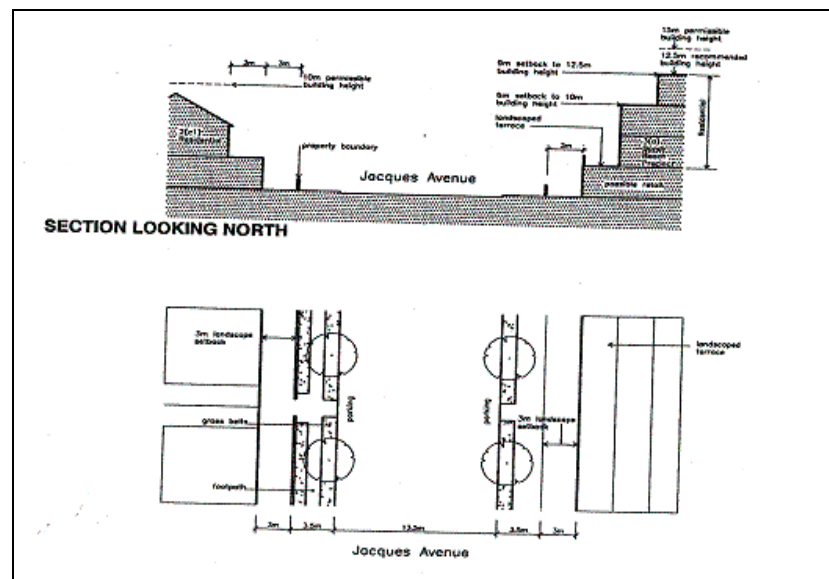 15m permissible
building height
12.5m recommended
building height
9m setback to 12.5m
building height
6m setback to 10m
building height
landscaped
terrace
3m
3m
10m permissible
building height
Residential
property boundary
Jacques Avenue
3m
residential
Precinct
possible retail
SECTION LOOKING NORTH
3m landscape
setback
landscaped
terrace
parking
parking
3m landscape
setback
grass belts
footpath
3m
3.5m
3.5m
3m
Jacques Avenue